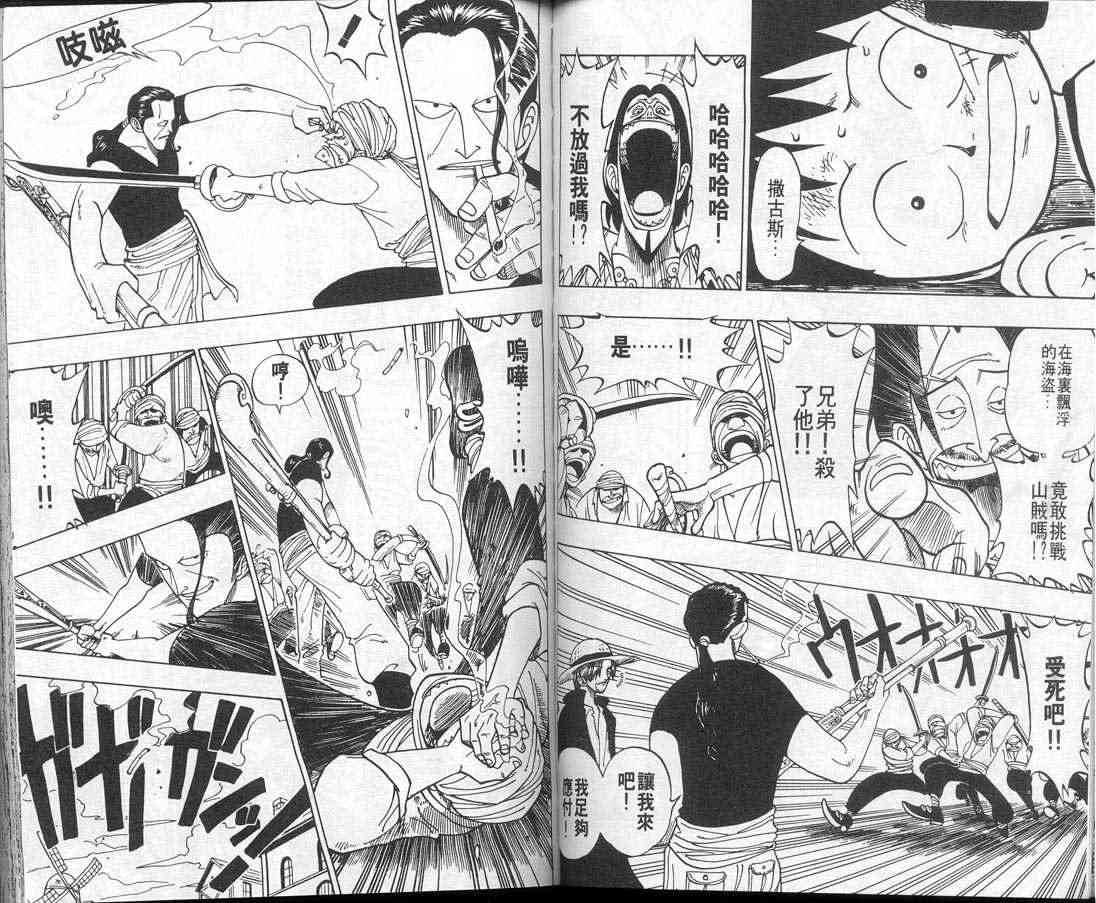 撒古斯…
哈哈哈哈哈！
不放過我嗎!?
在海裏飄浮
的海盜…
竟敢挑戰
山賊嗎!?
兄弟！殺
了他!!
是……!!
ウオオオオ
受死吧!!
讓我來
吧！
我足夠
應付！
！
吱嗞
嗚嘩……!!
哼！
噢……!!
ガガガンッ